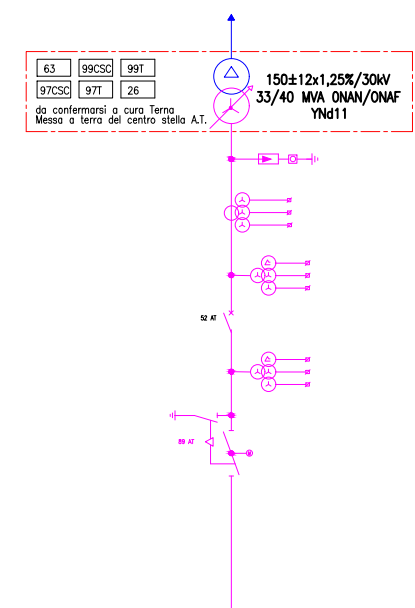 63 99CSC 99T
97CSC 97T 26
da confermarsi a cura Terna
Messa a terra del centro stella A.T.
150±12x1,25%/30kV
33/40 MVA ONAN/ONAF
YNd11
52 AT
89 AT